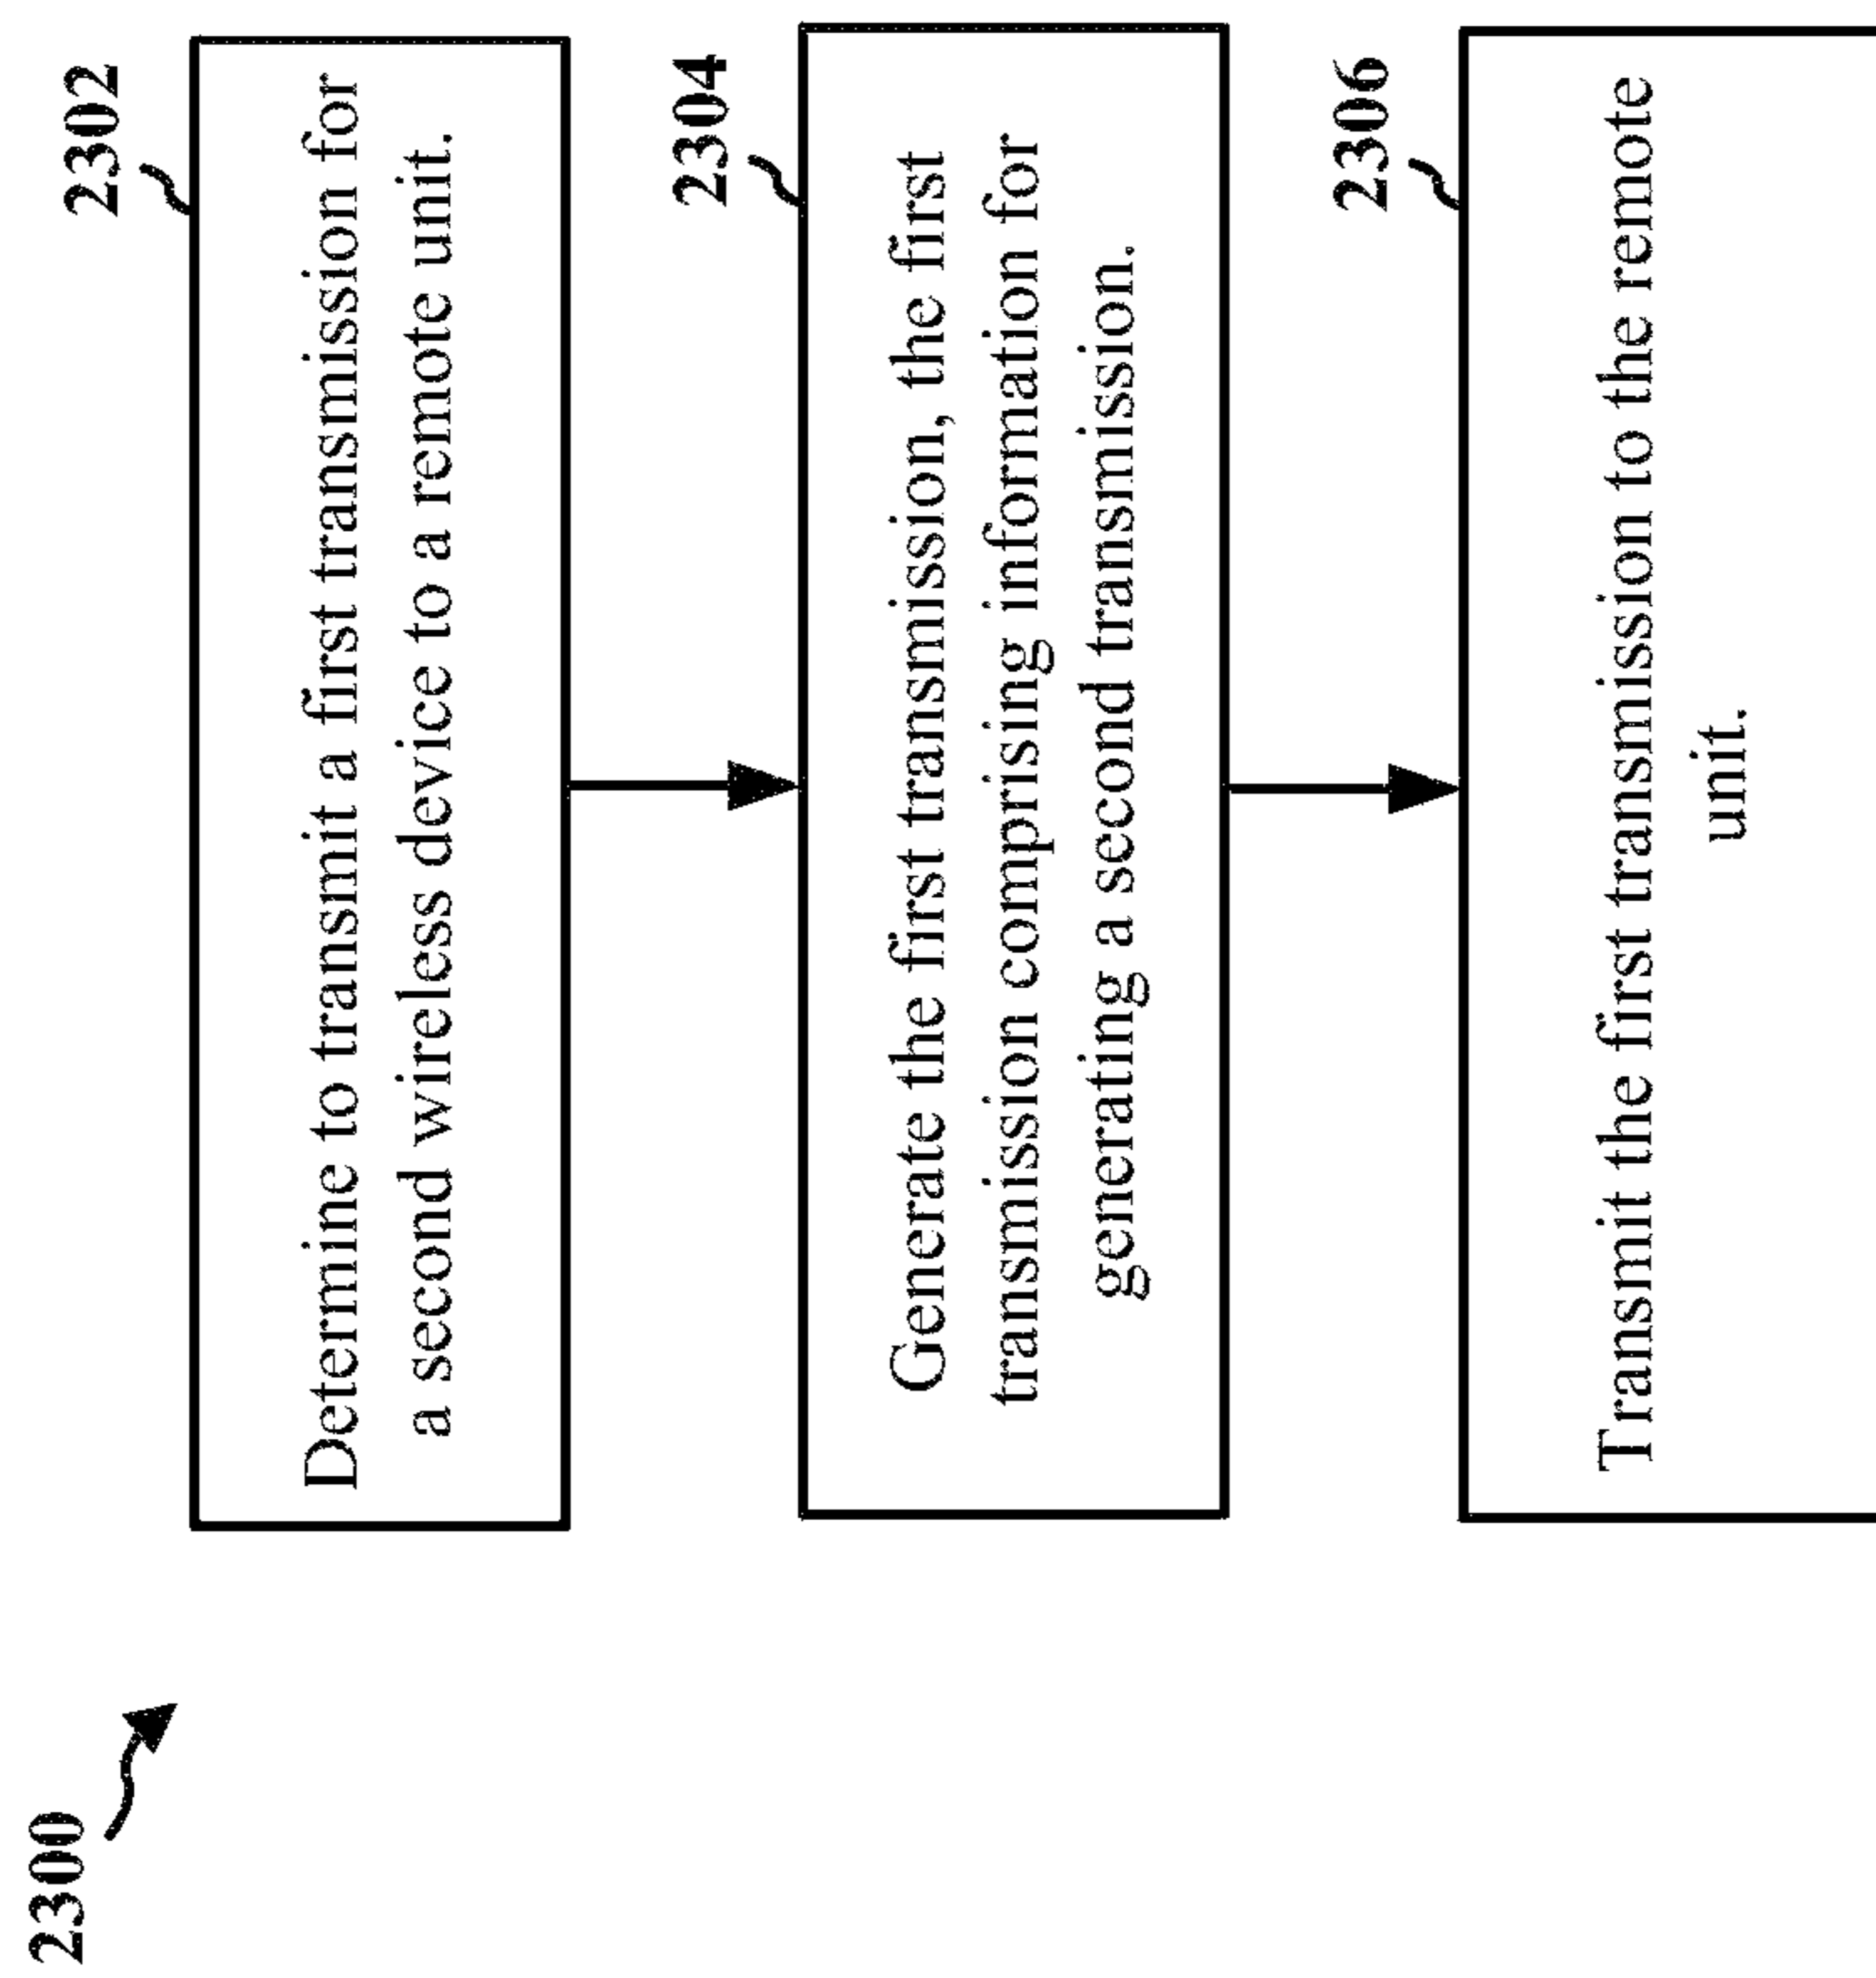 2300
2302
Determine to transmit a first transmission for
a second wireless device to a remote unit.
2304
Generate the first transmission, the first
transmission comprising information for
generating a second transmission.
2306
Transmit the first transmission to the remote
unit.